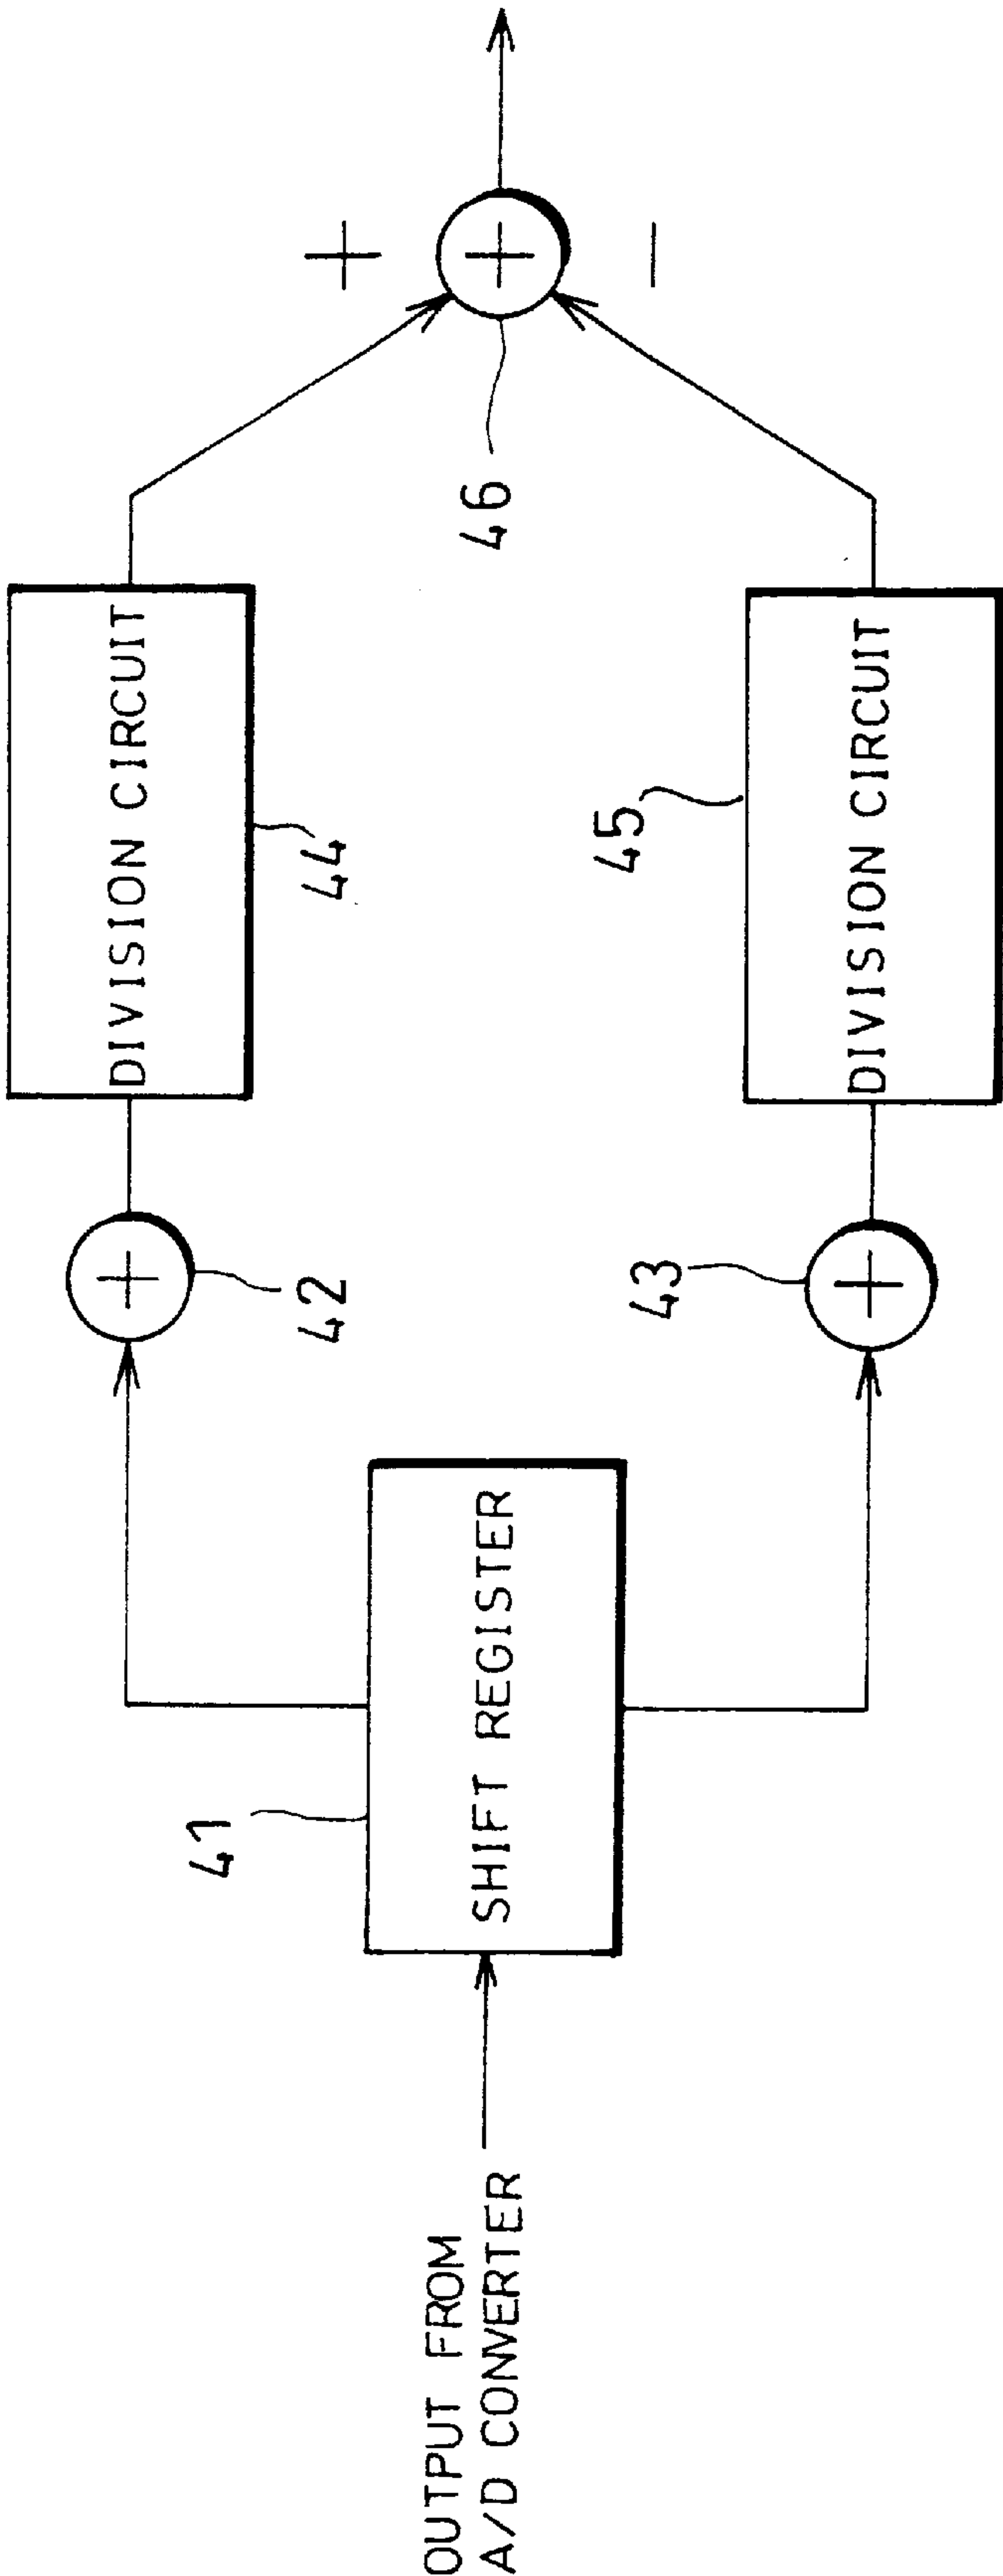 OUTPUT FROM
A/D CONVERTER
41
SHIFT REGISTER
42
43
DIVISION CIRCUIT
44
45
DIVISION CIRCUIT
46
+
+
−
+
+